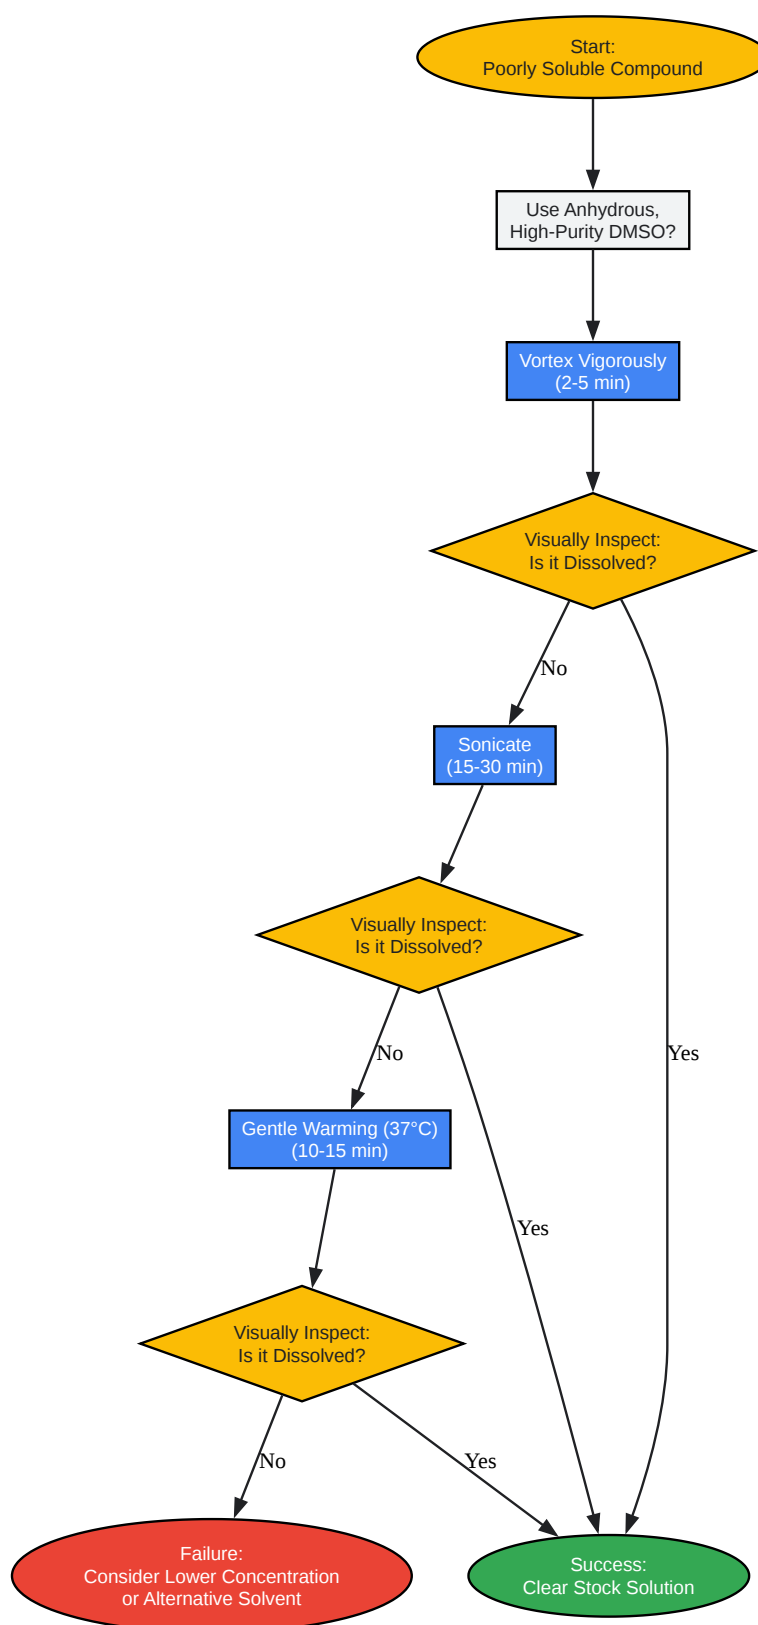 Start:
Poorly Soluble Compound
Use Anhydrous,
High-Purity DMSO?
Vortex Vigorously
(2-5 min)
Visually Inspect:
Is it Dissolved?
No
Sonicate
(15-30 min)
Visually Inspect:
Is it Dissolved?
No
Yes
Gentle Warming (37°C)
(10-15 min)
Yes
Visually Inspect:
Is it Dissolved?
No
Yes
Failure:
Consider Lower Concentration
or Alternative Solvent
Success:
Clear Stock Solution